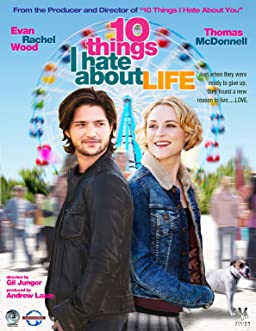 From the Producer and Director of "10 Things I Hate About You"
Evan
Rachel
Wood
Thomas
McDonnell
10
things
I hate
about LIFE
And when they were
ready to give up,
they found a new
reason to live......LOVE.
directed by
Gil Junger
produced by
Andrew Lazar